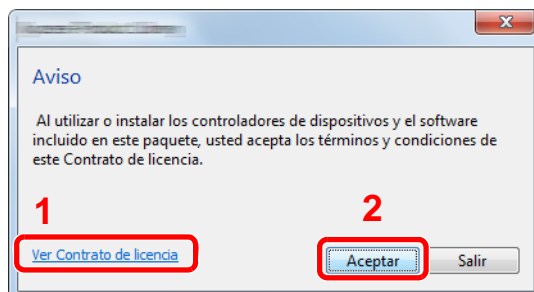 Aviso
Al utilizar o instalar los controladores de dispositivos y el software
incluido en este paquete, usted acepta los términos y condiciones de
este Contrato de licencia.
1
2
Ver Contrato de licencia
Aceptar
Salir